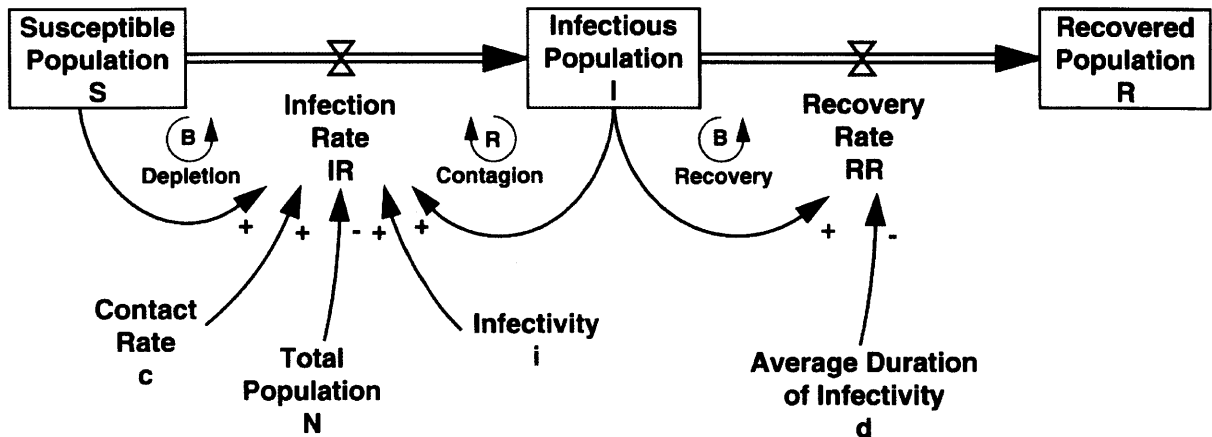 Susceptible
Population
S
Infectious
Population
I
Recovered
Population
R
Infection
Rate
IR
Recovery
Rate
RR
B
Depletion
R
Contagion
B
Recovery
+
+
-
+
+
+
-
Contact
Rate
c
Total
Population
N
Infectivity
i
Average Duration
of Infectivity
d